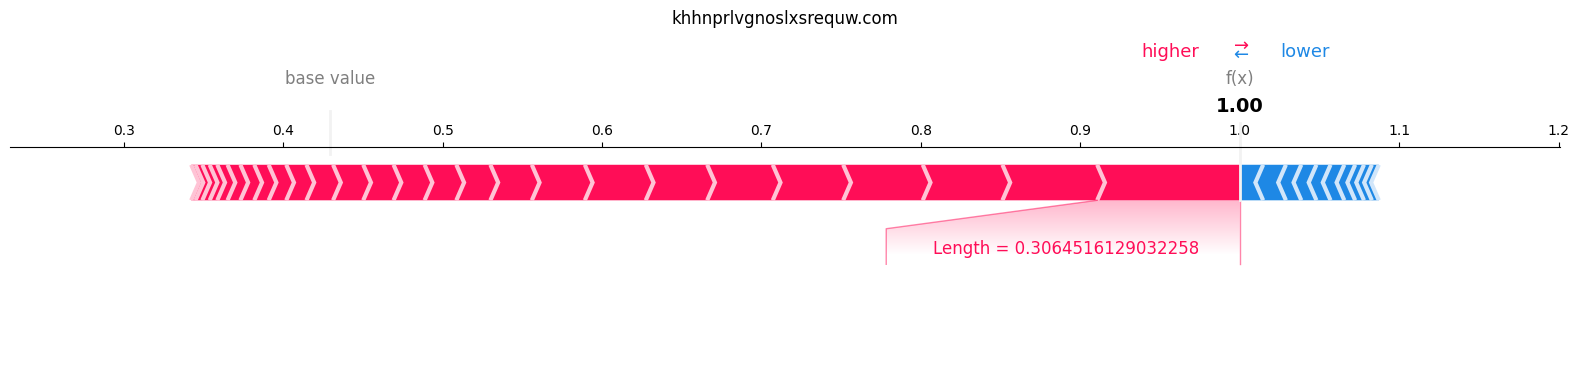 khhnprlvgnoslxsrequw.com
higher ⇄ lower
base value f(x)
1.00
0.3 0.4 0.5 0.6 0.7 0.8 0.9 1.0 1.1 1.2
Length = 0.3064516129032258